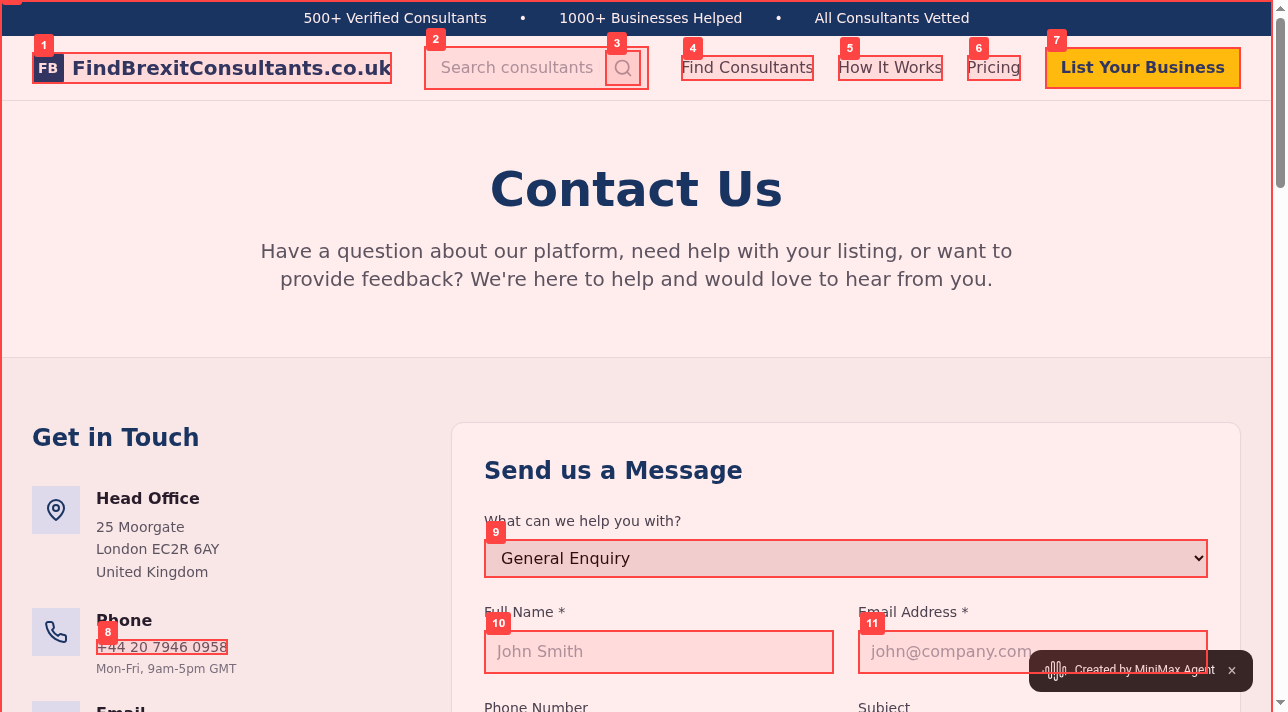 500+ Verified Consultants • 1000+ Businesses Helped • All Consultants Vetted
1 2 3 4 5 6 7
FB FindBrexitConsultants.co.uk Search consultants Find Consultants How It Works Pricing List Your Business
Contact Us
Have a question about our platform, need help with your listing, or want to
provide feedback? We're here to help and would love to hear from you.
Get in Touch
Head Office
25 Moorgate
London EC2R 6AY
United Kingdom
Phone
8
+44 20 7946 0958
Mon-Fri, 9am-5pm GMT
Email
Send us a Message
What can we help you with?
9
General Enquiry
Full Name * Email Address *
10 11
John Smith john@company.com
Phone Number Subject
Created by MiniMax Agent ×